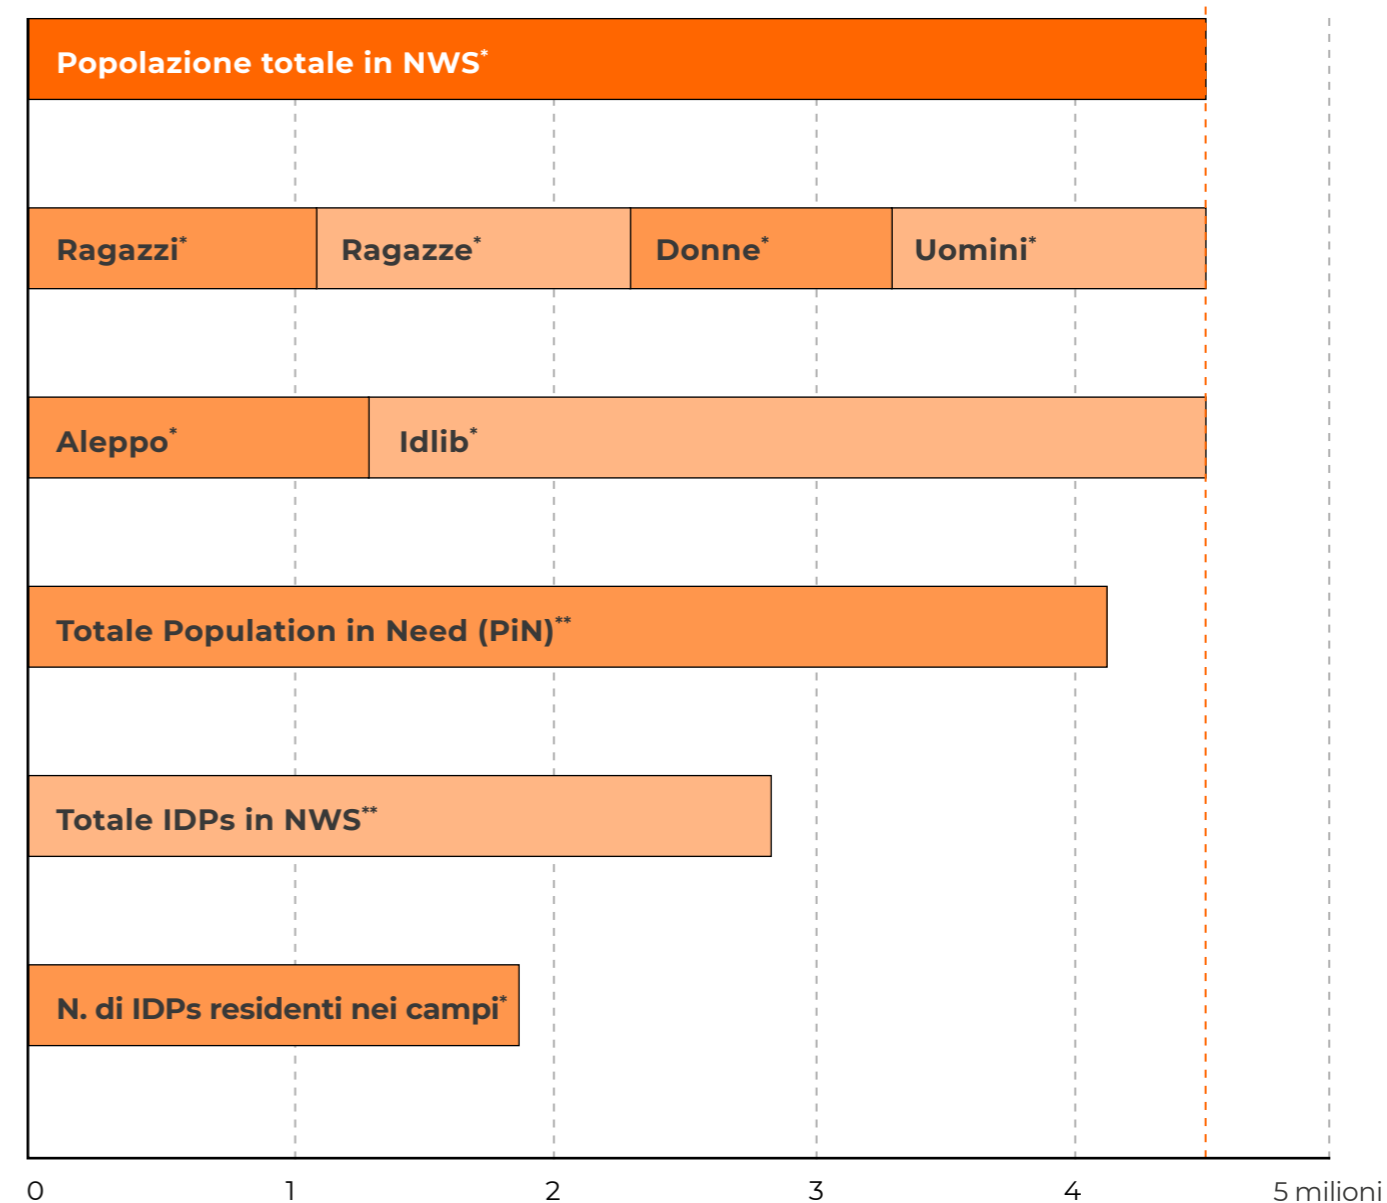 Popolazione totale in NWS*
Ragazzi* Ragazze* Donne* Uomini*
Aleppo* Idlib*
Totale Population in Need (PiN)**
Totale IDPs in NWS**
N. di IDPs residenti nei campi*
0 1 2 3 4 5 milioni